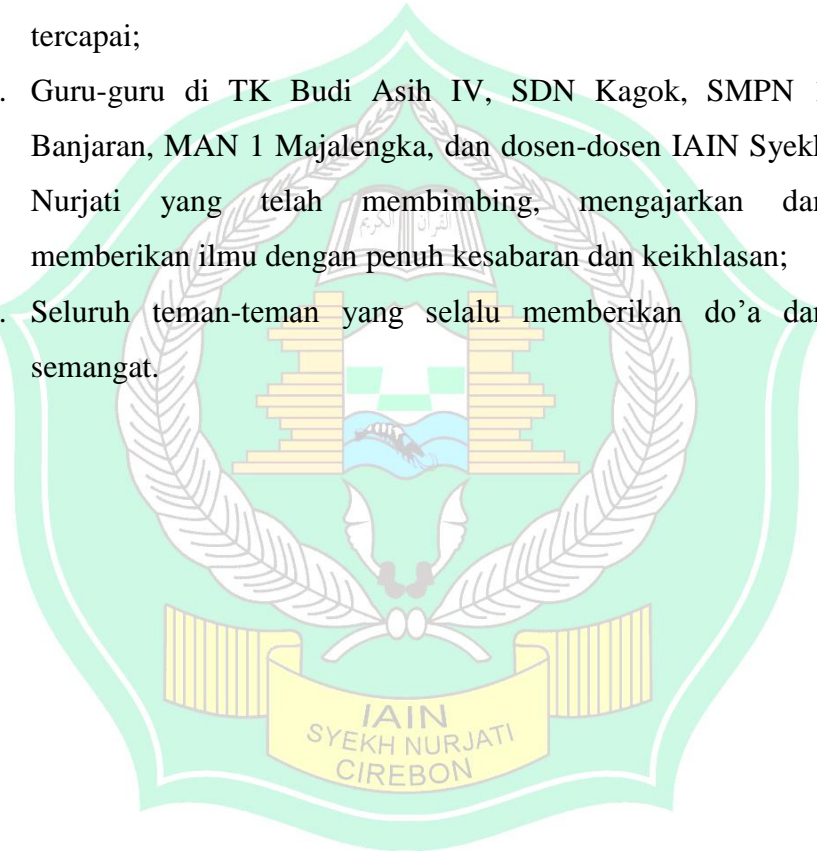 tercapai;
. Guru-guru di TK Budi Asih IV, SDN Kagok, SMPN
Banjaran, MAN 1 Majalengka, dan dosen-dosen IAIN Syekh
Nurjati yang telah membimbing, mengajarkan dan
memberikan ilmu dengan penuh kesabaran dan keikhlasan;
. Seluruh teman-teman yang selalu memberikan do’a dan
semangat.
القرآن الكريم
IAIN
SYEKH NURJATI
CIREBON